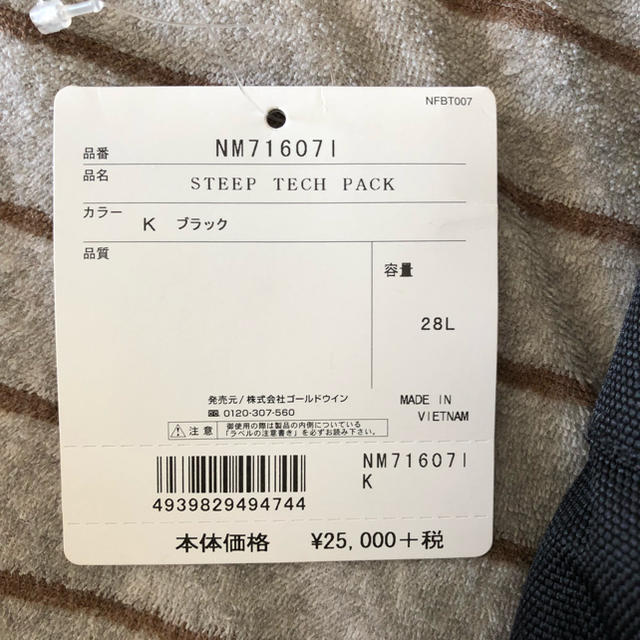 NFBT007
品番 NM71607I
品名 STEEP TECH PACK
カラー K ブラック
品質
容量
28L
発売元/株式会社ゴールドウイン
0120-307-560
MADE IN
VIETNAM
注意
御使用の際は製品の内側についている
「ラベルの注意書き」を必ずお読み下さい。
NM71607I
K
4939829494744
本体価格 ¥25,000+税